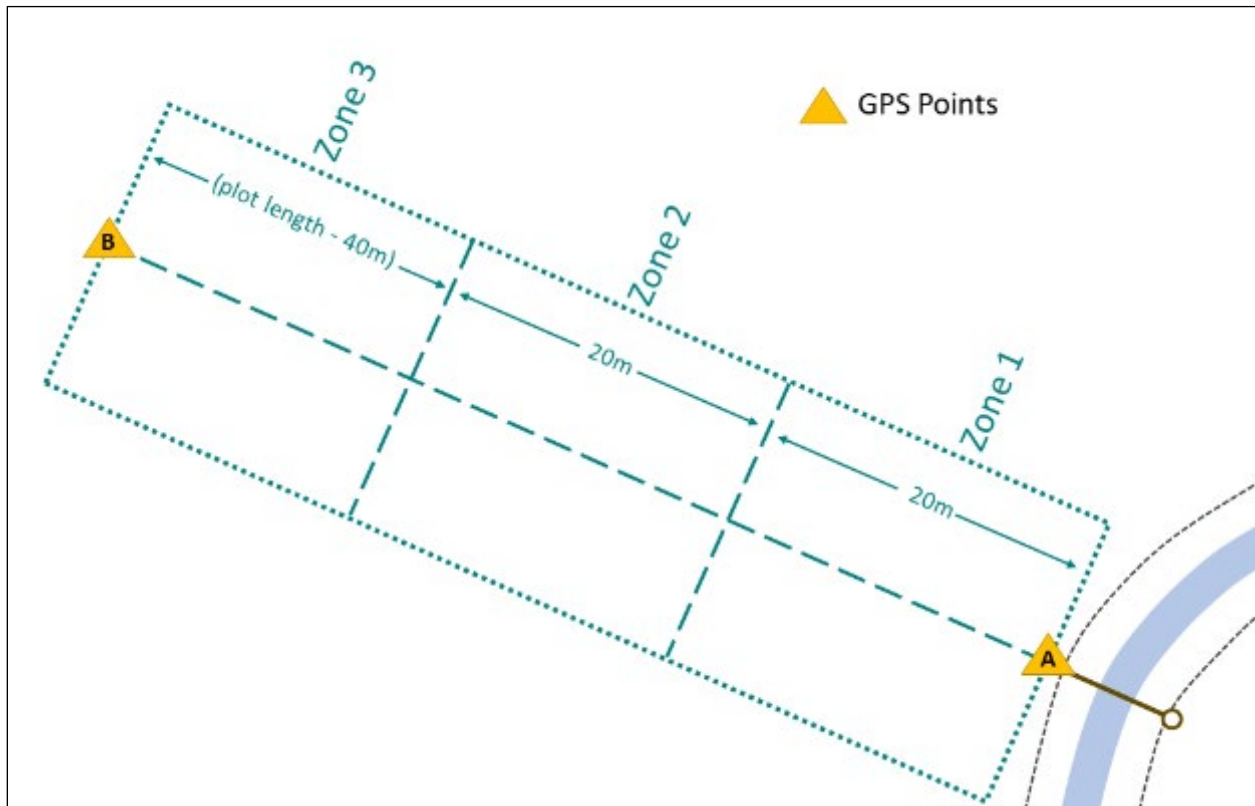 Zone 3
GPS Points
(plot length - 40m)
B
Zone 2
20m
Zone 1
20m
A